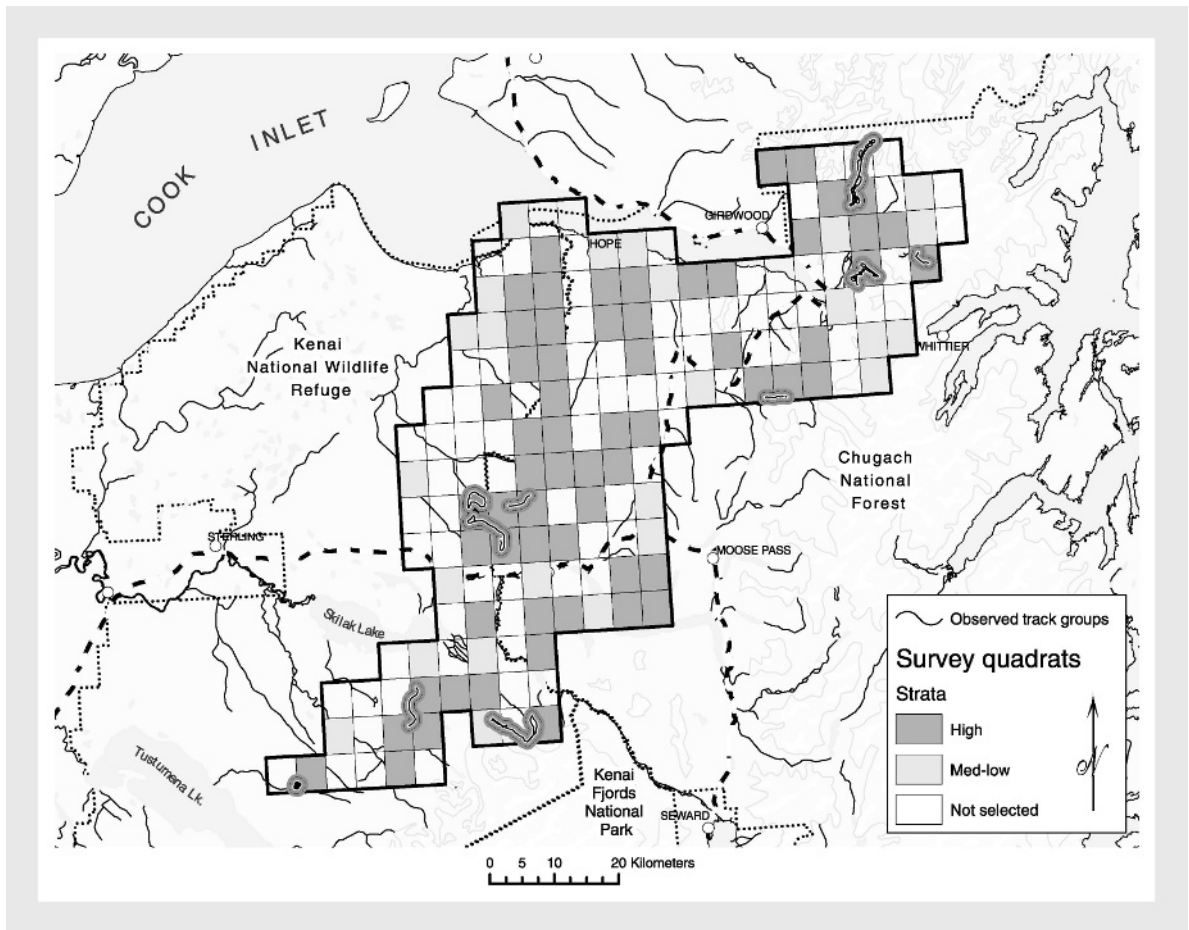 COOK INLET
GIRDWOOD
HOPE
Kenai
National Wildlife
Refuge
WHITTIER
Chugach
National
Forest
STERLING
MOOSE PASS
Skilak Lake
Tustumena Lk.
Kenai
Fjords
National
Park
SEWARD
Observed track groups
Survey quadrats
Strata
High
Med-low
Not selected
N
0 5 10 20 Kilometers